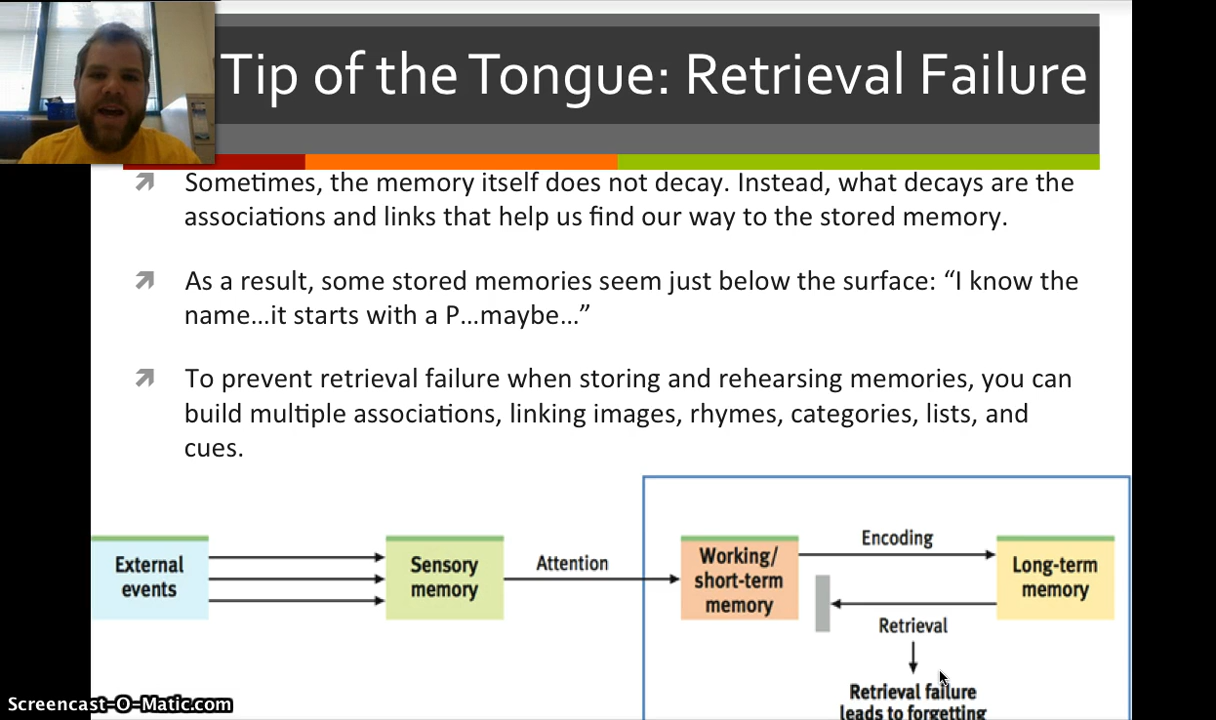 Tip of the Tongue: Retrieval Failure
Sometimes, the memory itself does not decay. Instead, what decays are the
associations and links that help us find our way to the stored memory.
As a result, some stored memories seem just below the surface: “I know the
name…it starts with a P…maybe…”
To prevent retrieval failure when storing and rehearsing memories, you can
build multiple associations, linking images, rhymes, categories, lists, and
cues.
External
events
Sensory
memory
Attention
Working/
short-term
memory
Encoding
Long-term
memory
Retrieval
Retrieval failure
leads to forgetting
Screencast-O-Matic.com